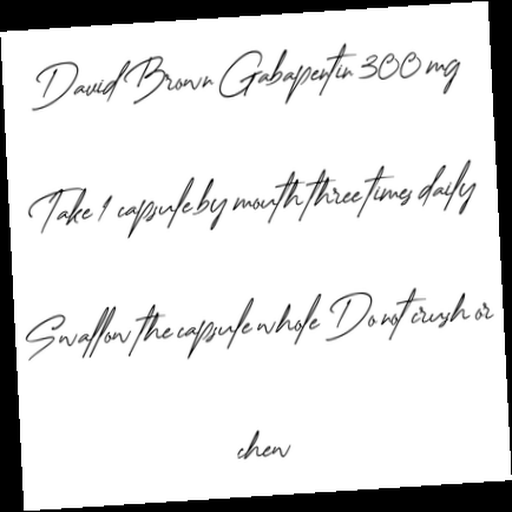 David Brown Gabapentin 300 mg
Take 1 capsule by mouth three times daily
Swallow the capsule whole Do not crush or
chew